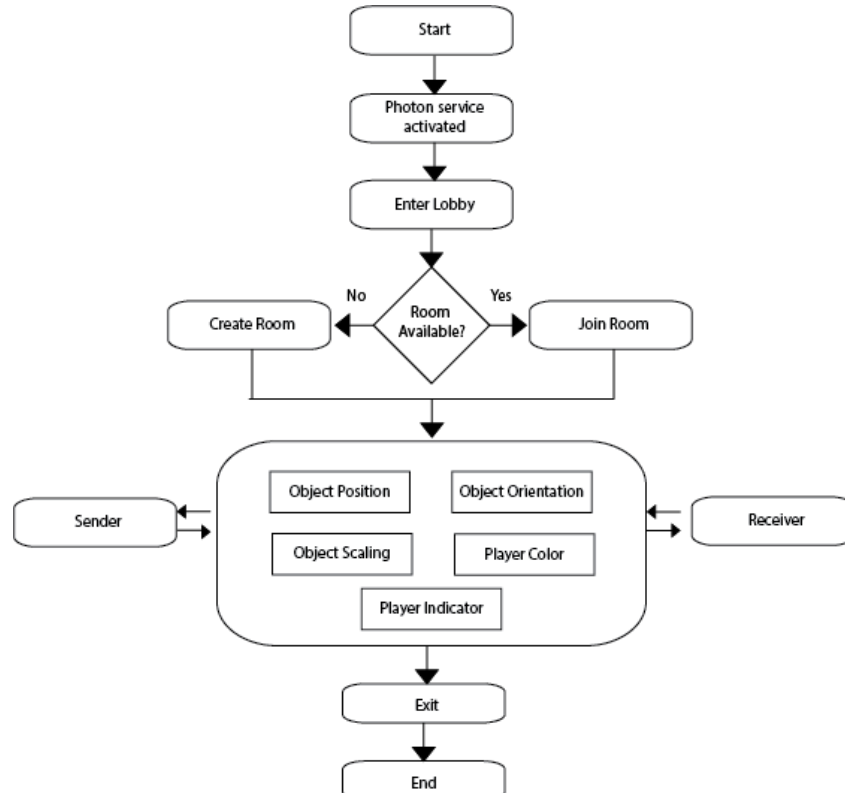 Start
Photon service
activated
Enter Lobby
No
Yes
Room
Available?
Create Room
Join Room
Object Position
Object Orientation
Sender
Receiver
Object Scaling
Player Color
Player Indicator
Exit
End